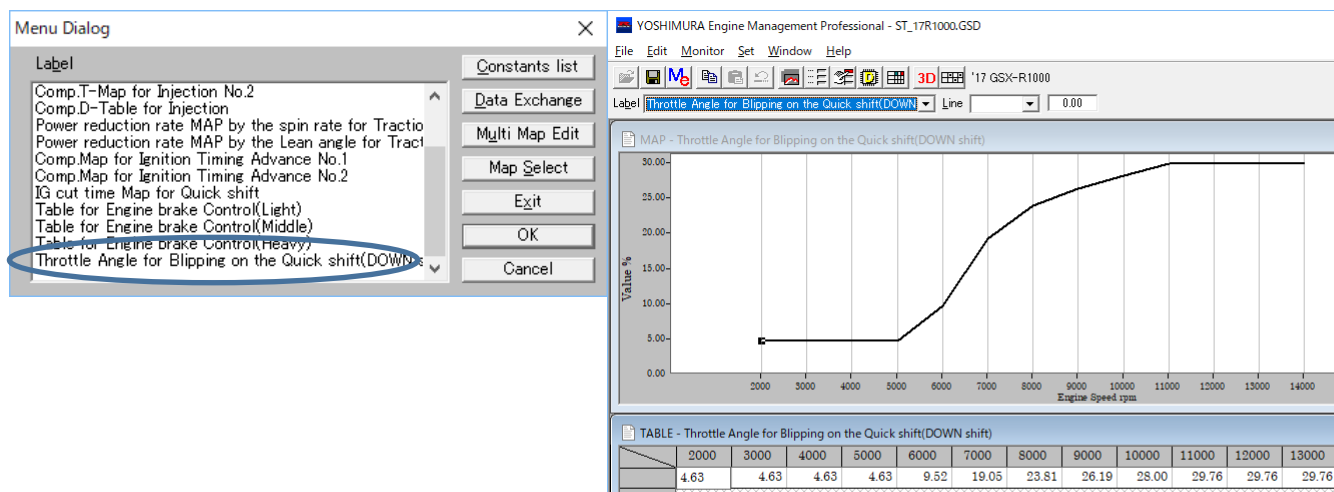 Menu Dialog
Label
Comp.T-Map for Injection No.2
Comp.D-Table for Injection
Power reduction rate MAP by the spin rate for Tractio
Power reduction rate MAP by the Lean angle for Tract
Comp.Map for Ignition Timing Advance No.1
Comp.Map for Ignition Timing Advance No.2
IG cut time Map for Quick shift
Table for Engine brake Control(Light)
Table for Engine brake Control(Middle)
Table for Engine brake Control(Heavy)
Throttle Angle for Blipping on the Quick shift(DOWN s
Constants list
Data Exchange
Multi Map Edit
Map Select
Exit
OK
Cancel
YOSHIMURA Engine Management Professional - ST_17R1000.GSD
File Edit Monitor Set Window Help
Me 3D '17 GSX-R1000
Label Throttle Angle for Blipping on the Quick shift(DOWN Line 0.00
MAP - Throttle Angle for Blipping on the Quick shift(DOWN shift)
30.00
25.00
20.00
15.00
10.00
5.00
0.00
Value %
2000 3000 4000 5000 6000 7000 8000 9000 10000 11000 12000 13000 14000
Engine Speed rpm
TABLE - Throttle Angle for Blipping on the Quick shift(DOWN shift)
2000 3000 4000 5000 6000 7000 8000 9000 10000 11000 12000 13000
4.63 4.63 4.63 4.63 9.52 19.05 23.81 26.19 28.00 29.76 29.76 29.76